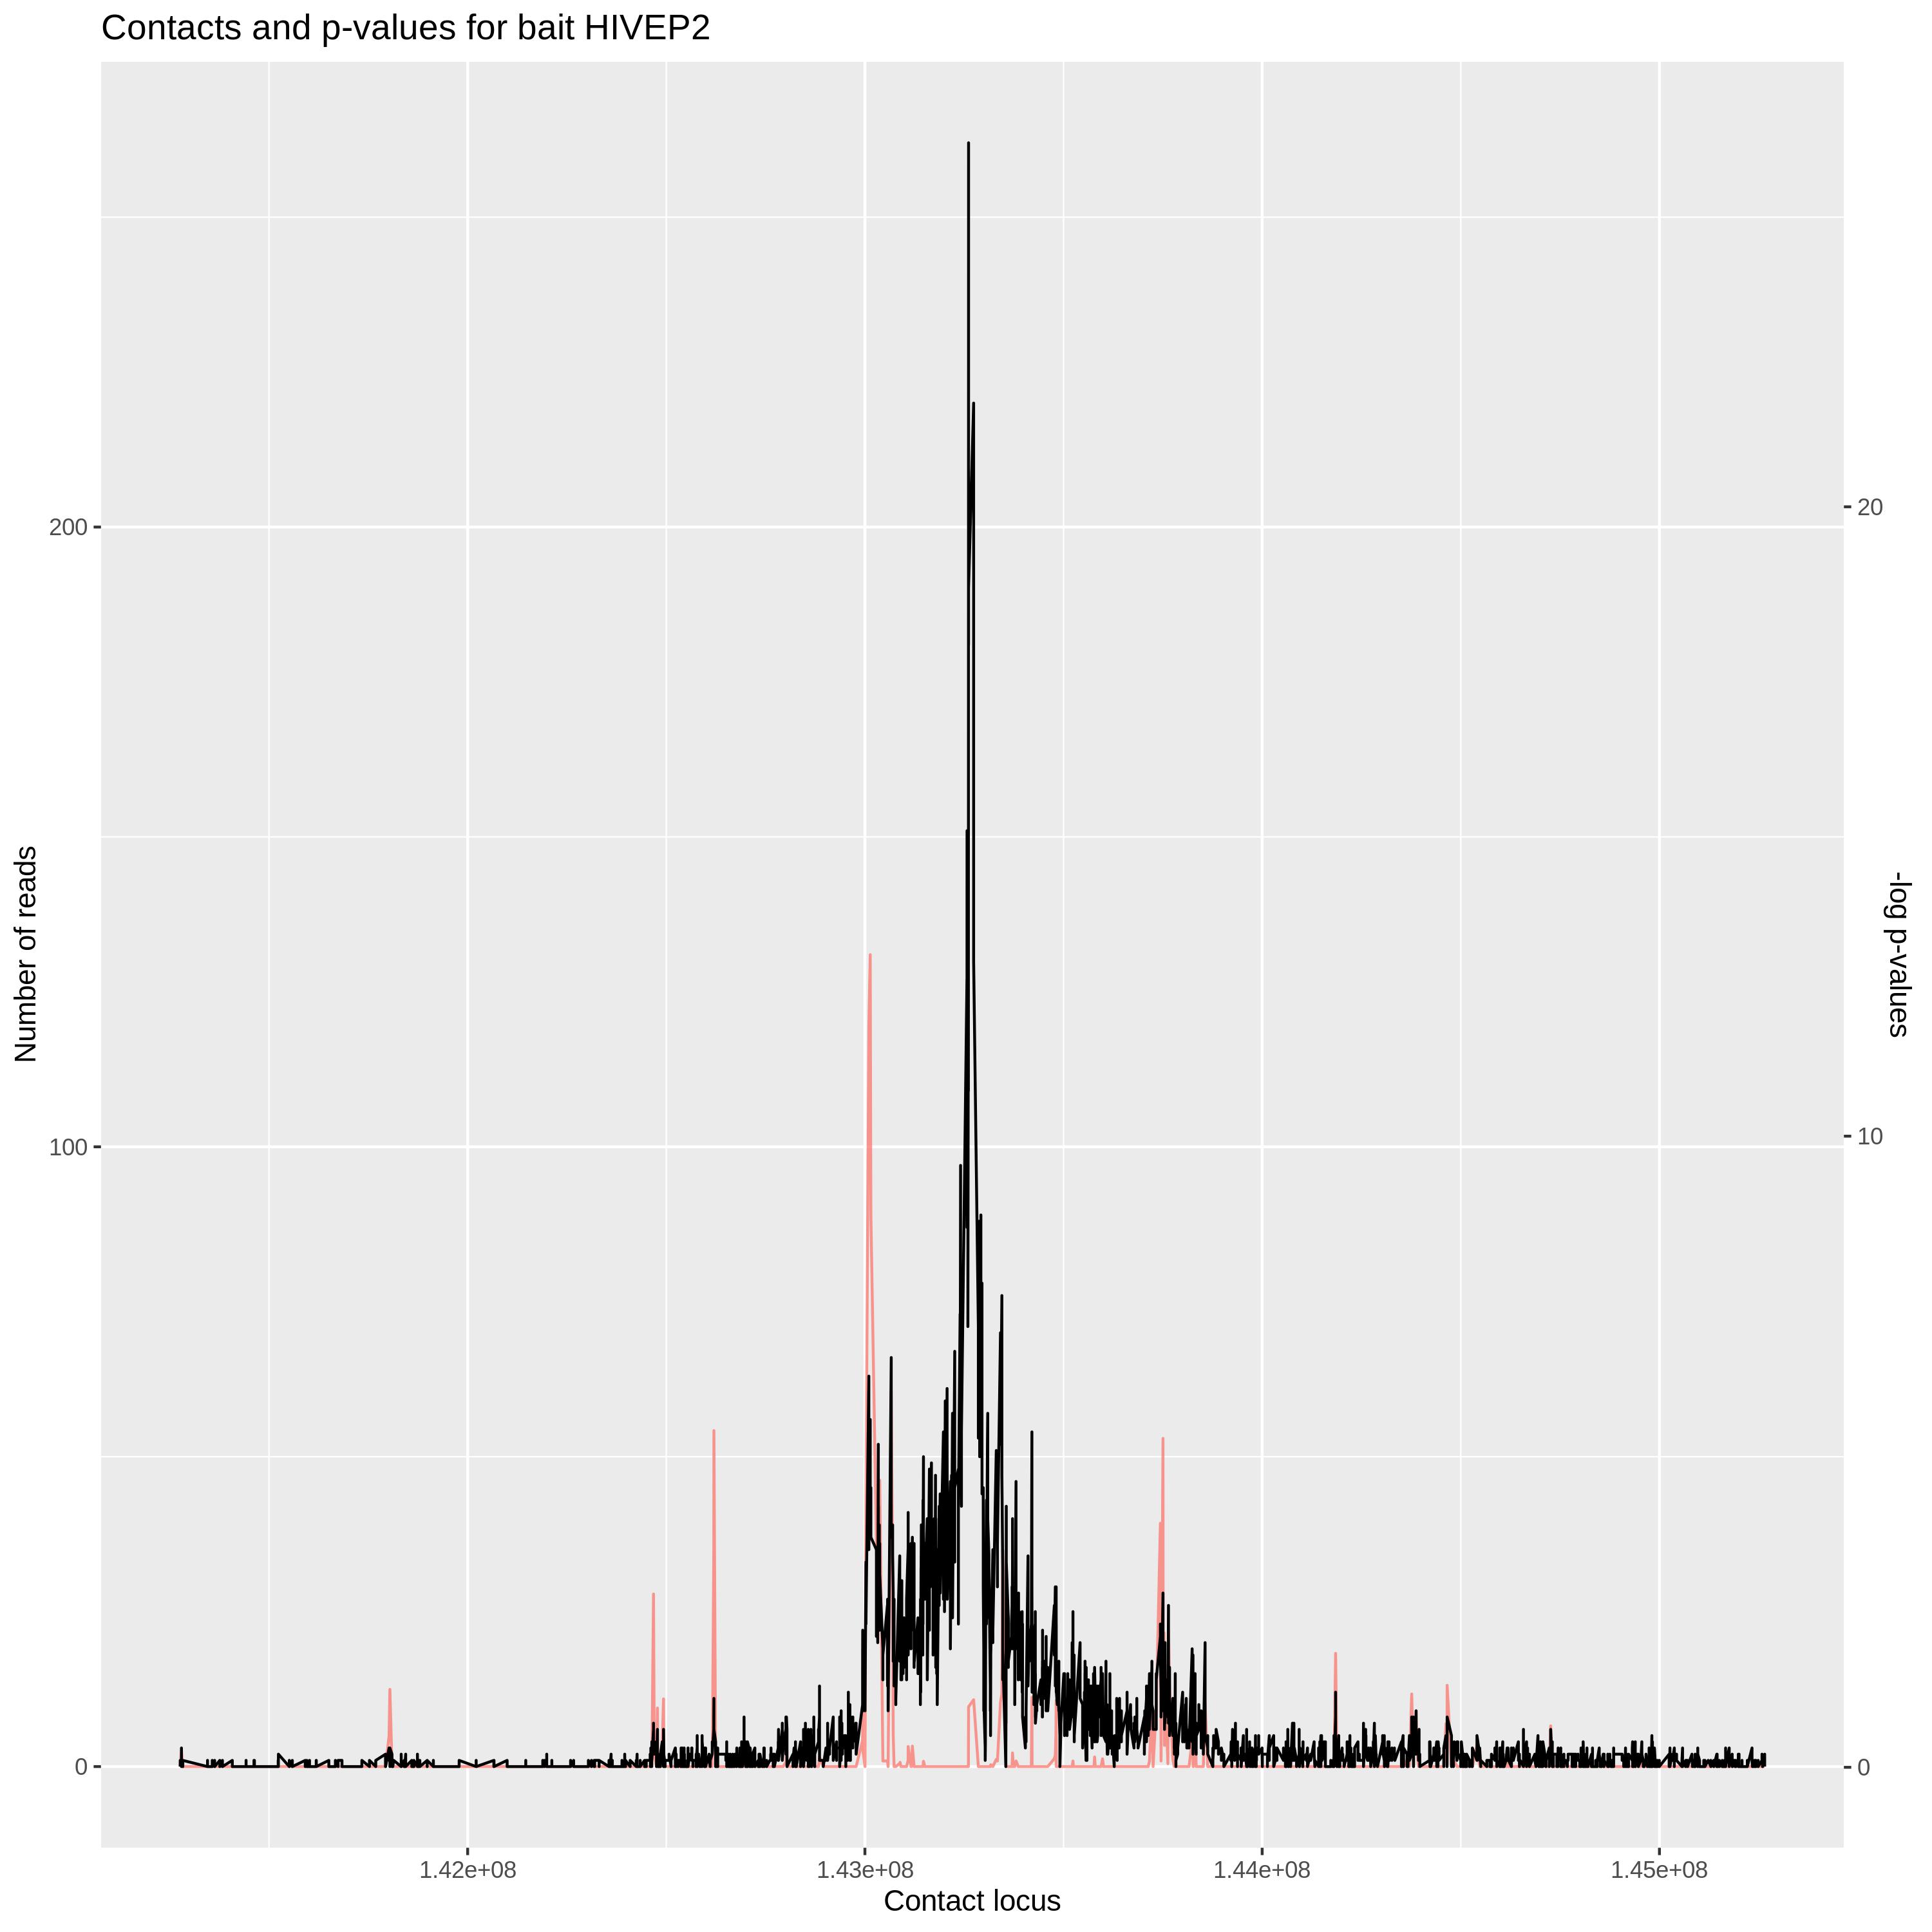 Contacts and p-values for bait HIVEP2
Number of reads
200
100
0
20
10
0
-log p-values
1.42e+08
1.43e+08
1.44e+08
1.45e+08
Contact locus